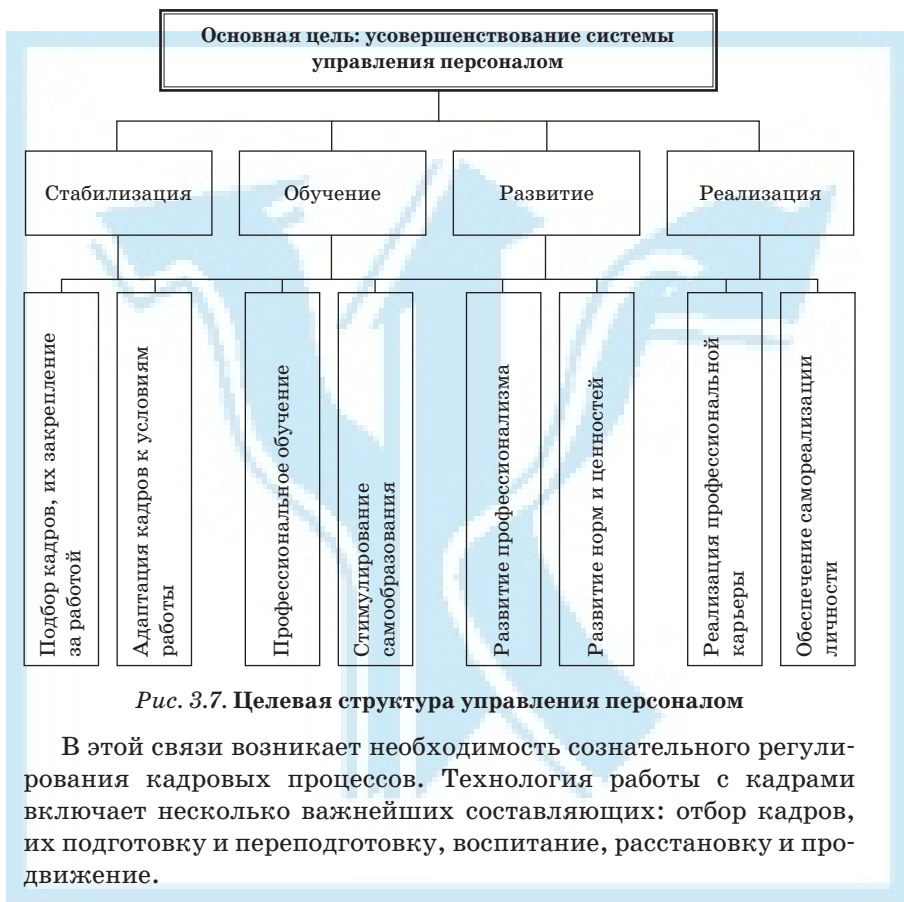 Основная цель: усовершенствование системы
управления персоналом
Стабилизация
Обучение
Развитие
Реализация
Подбор кадров, их закрепление
за работой
Адаптация кадров к условиям
работы
Профессиональное обучение
Стимулирование
самообразования
Развитие профессионализма
Развитие норм и ценностей
Реализация профессиональной
карьеры
Обеспечение самореализации
личности
Рис. 3.7. Целевая структура управления персоналом
В этой связи возникает необходимость сознательного регули-
рования кадровых процессов. Технология работы с кадрами
включает несколько важнейших составляющих: отбор кадров,
их подготовку и переподготовку, воспитание, расстановку и про-
движение.